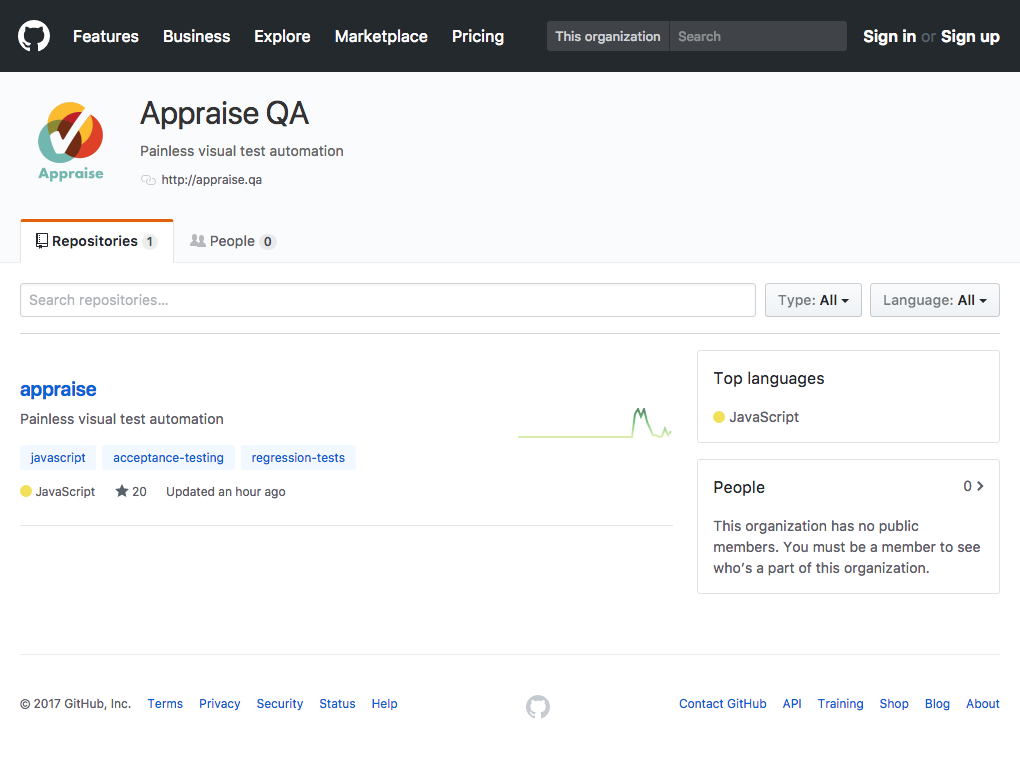 Features Business Explore Marketplace Pricing This organization Search Sign in or Sign up
Appraise QA
Painless visual test automation
Appraise
http://appraise.qa
Repositories 1 People 0
Search repositories... Type: All Language: All
appraise
Painless visual test automation
javascript acceptance-testing regression-tests
JavaScript 20 Updated an hour ago
Top languages
JavaScript
People 0
This organization has no public
members. You must be a member to see
who's a part of this organization.
© 2017 GitHub, Inc. Terms Privacy Security Status Help Contact GitHub API Training Shop Blog About